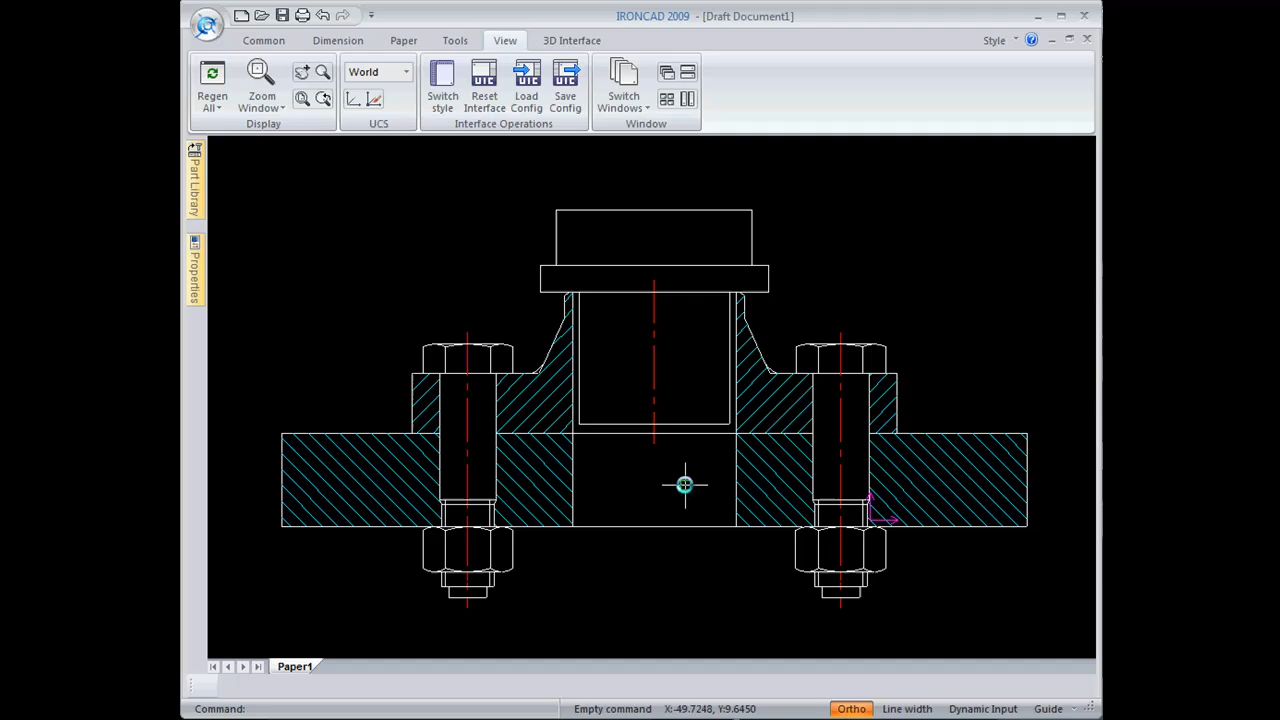 IRONCAD 2009 - [Draft Document1]
Common Dimension Paper Tools View 3D Interface Style
World
Regen All Zoom Window Switch style Reset Interface Load Config Save Config Switch Windows
Display UCS Interface Operations Window
Part Library
Properties
Paper1
Command: Empty command X:-49.7248, Y:9.6450 Ortho Line width Dynamic Input Guide